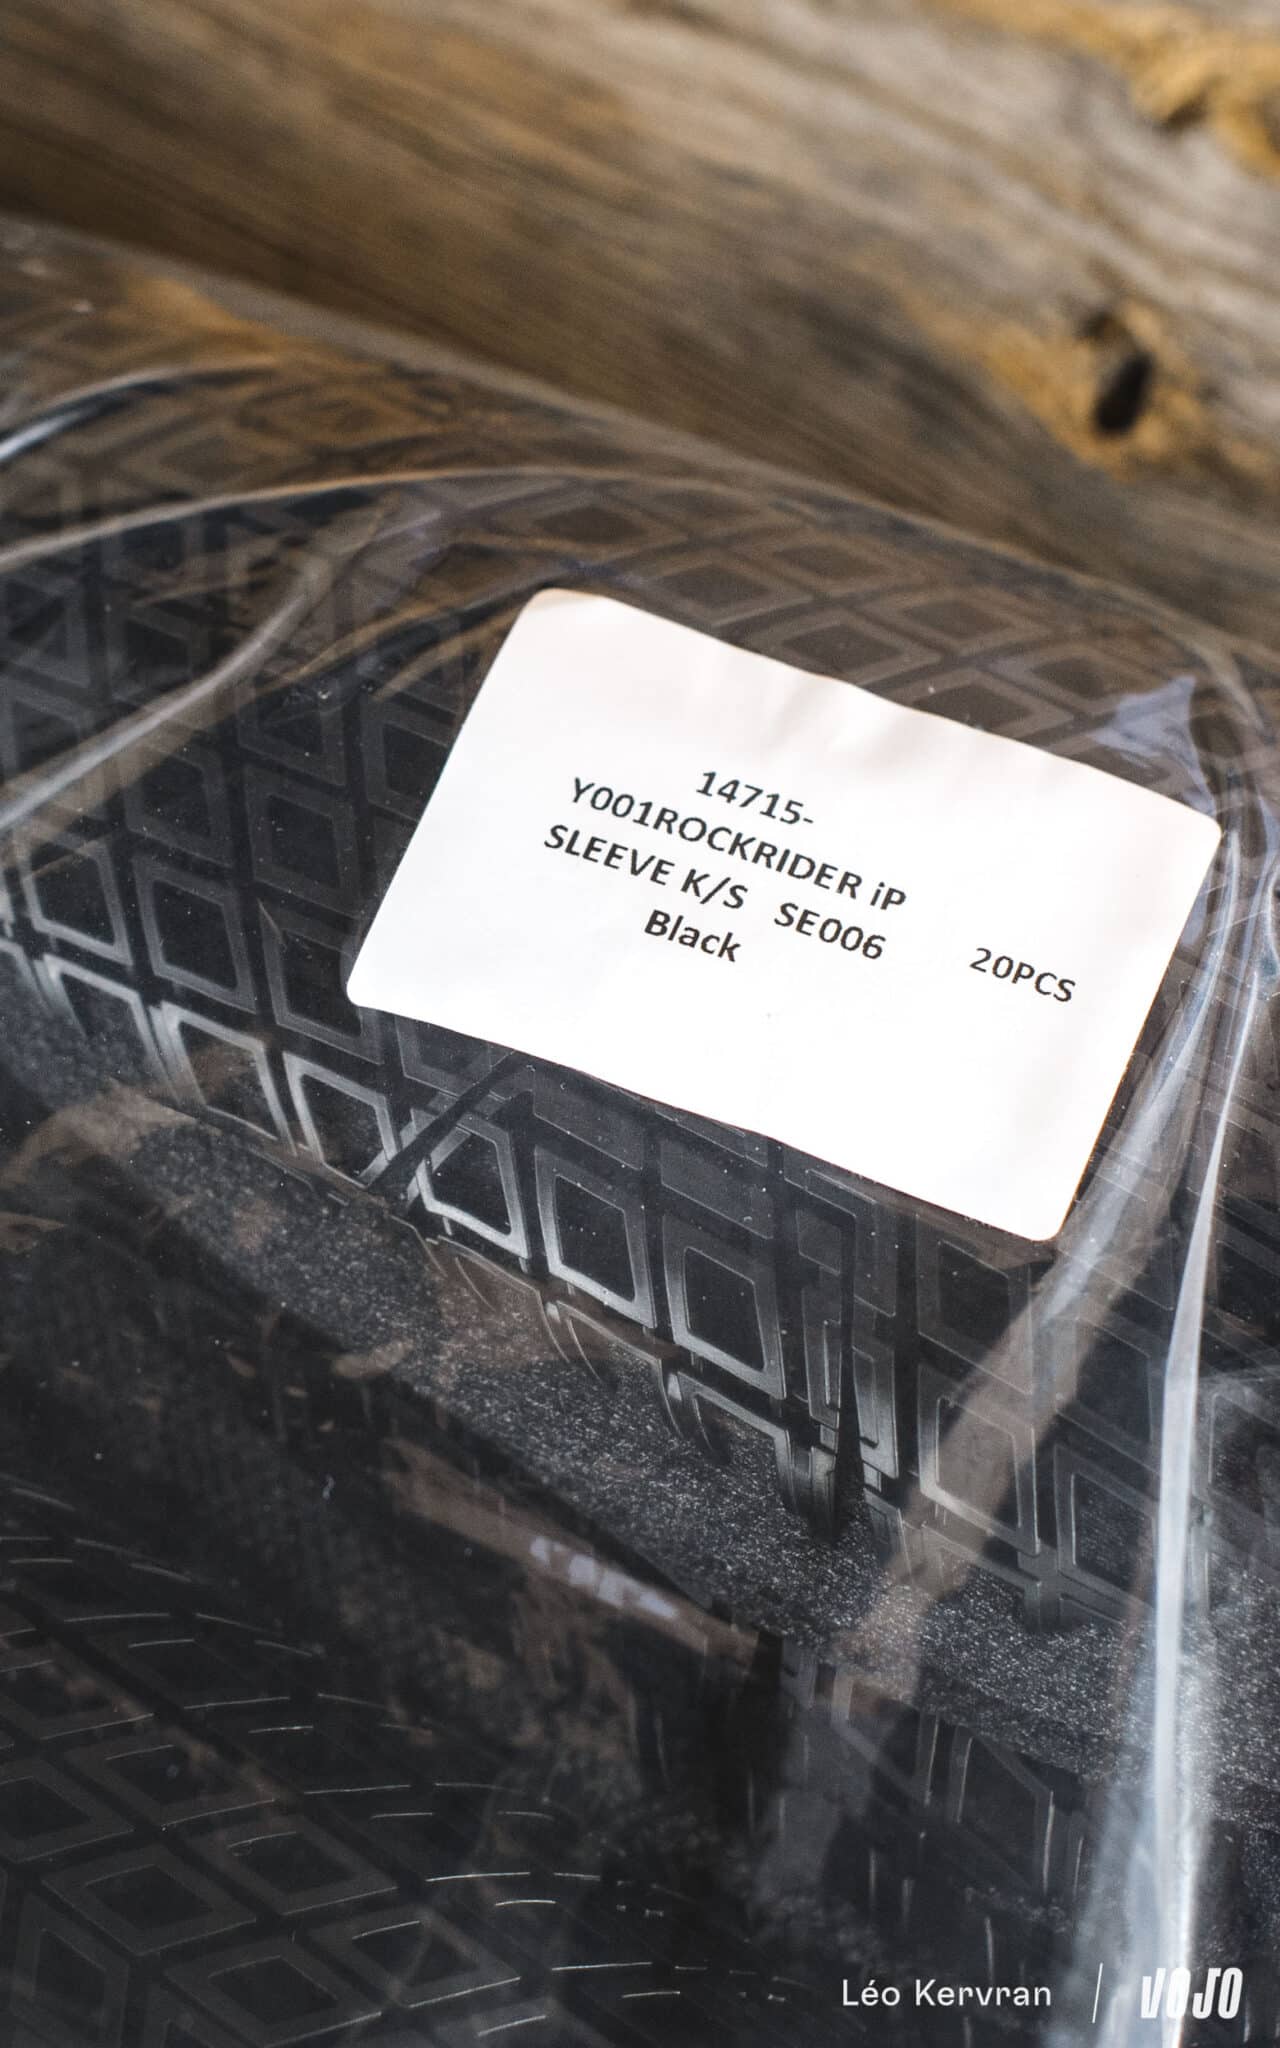 14715-
Y001ROCKRIDER iP
SLEEVE K/S SE006 20PCS
Black
Léo Kervran | VOJO